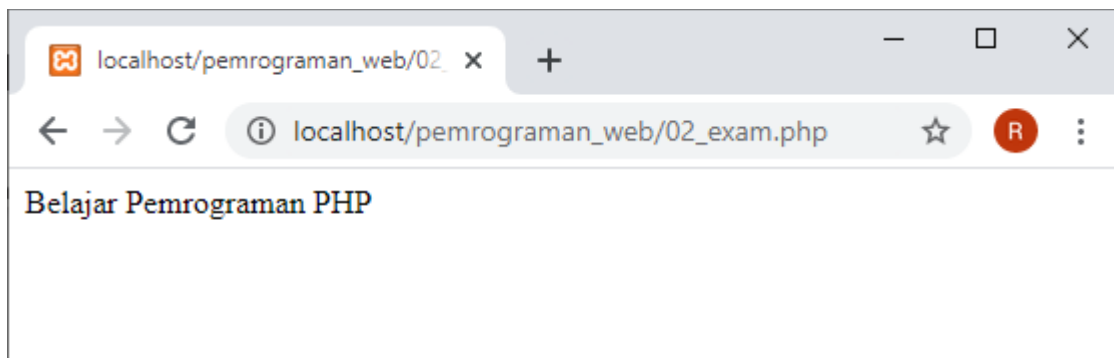 localhost/pemrograman_web/02_
localhost/pemrograman_web/02_exam.php
R
Belajar Pemrograman PHP